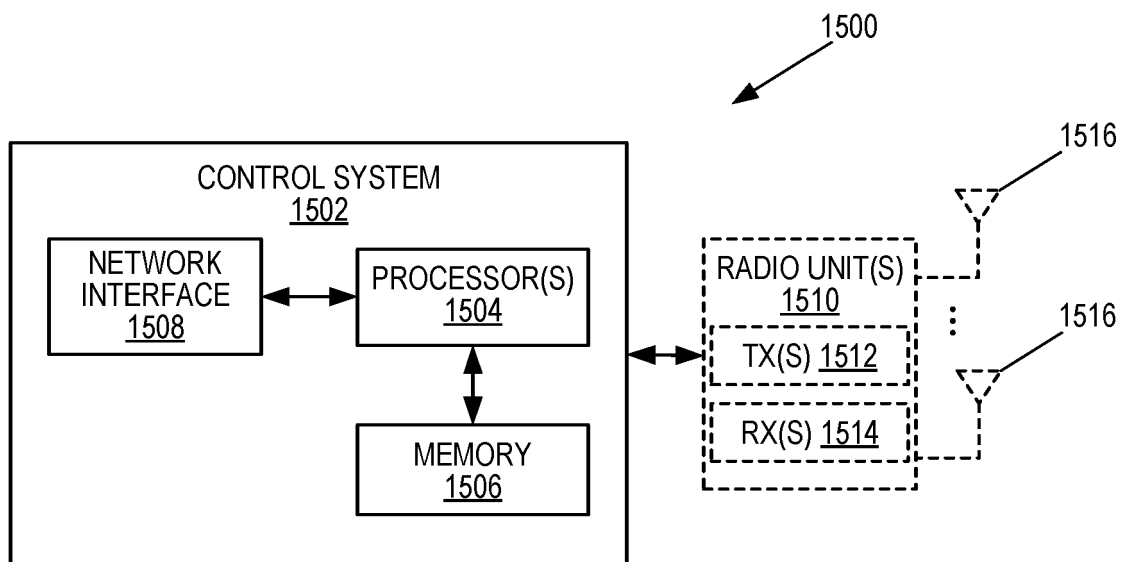 1500
1516
CONTROL SYSTEM
1502
NETWORK
INTERFACE
1508
PROCESSOR(S)
1504
MEMORY
1506
RADIO UNIT(S)
1510
TX(S) 1512
RX(S) 1514
1516